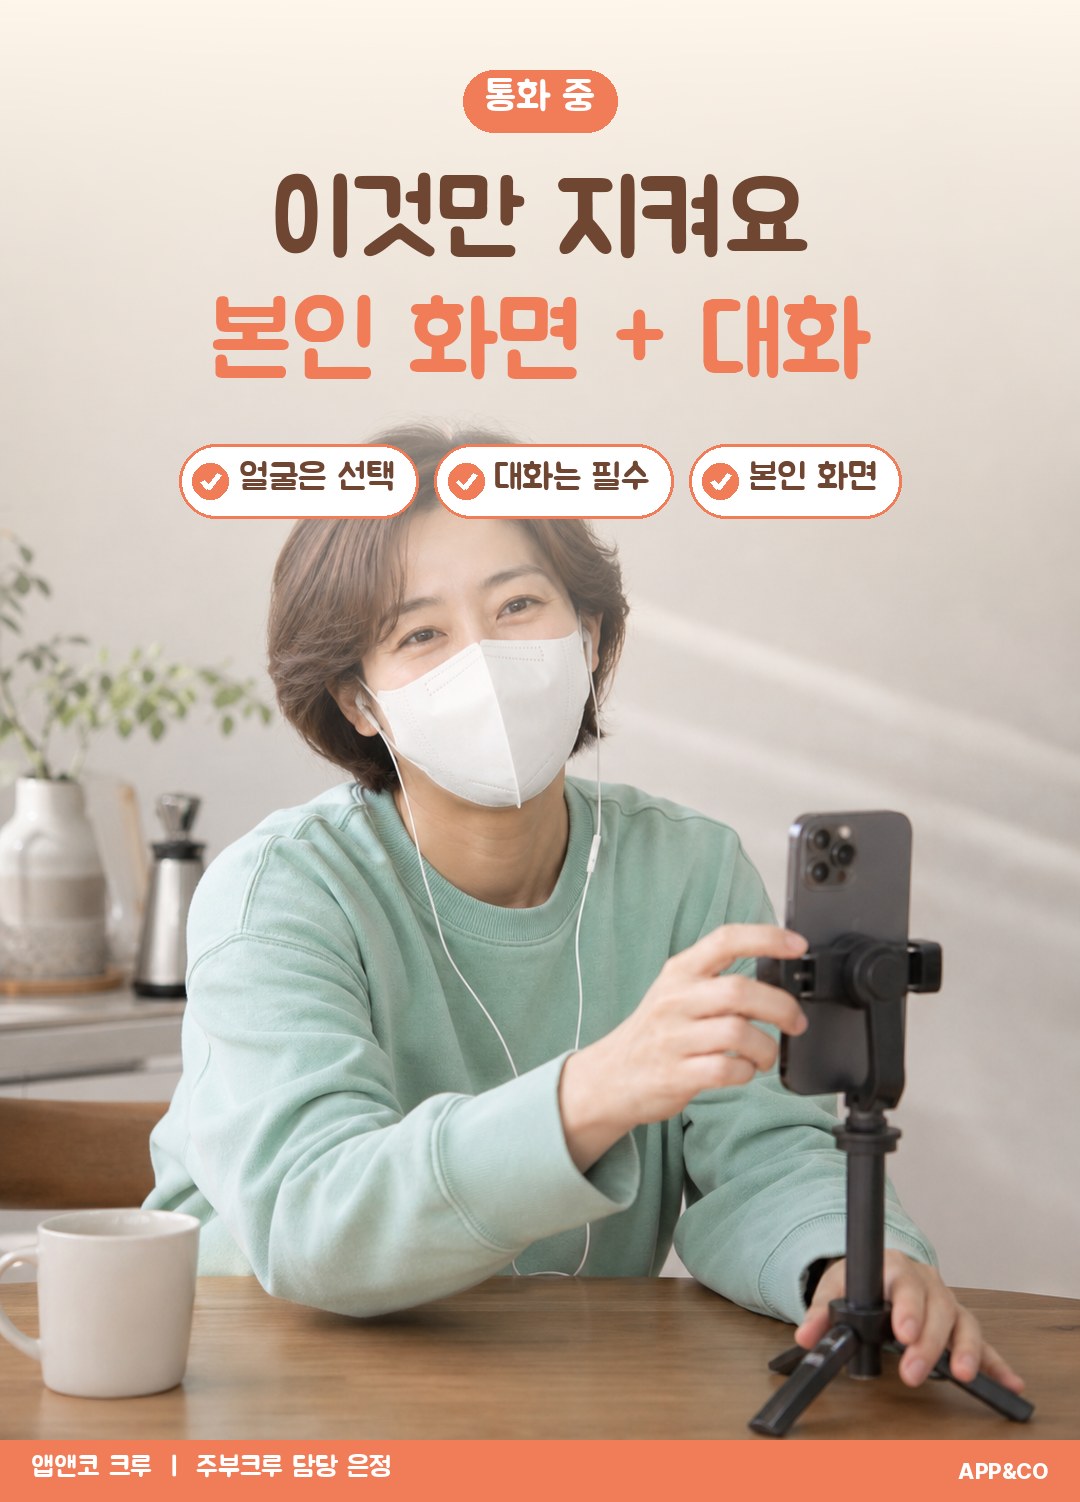 통화 중
이것만 지켜요
본인 화면 + 대화
얼굴은 선택 대화는 필수 본인 화면
앱앤코 크루 | 주부크루 담당 은정 APP&CO